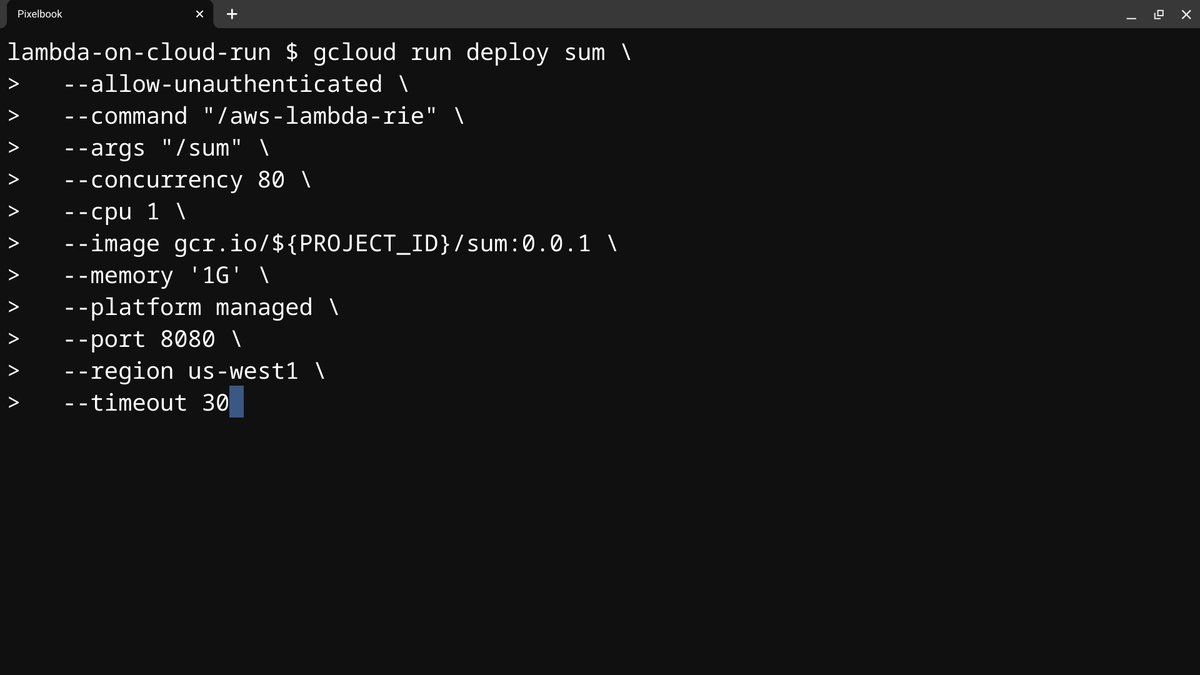 Pixelbook
lambda-on-cloud-run $ gcloud run deploy sum \
>   --allow-unauthenticated \
>   --command "/aws-lambda-rie" \
>   --args "/sum" \
>   --concurrency 80 \
>   --cpu 1 \
>   --image gcr.io/${PROJECT_ID}/sum:0.0.1 \
>   --memory '1G' \
>   --platform managed \
>   --port 8080 \
>   --region us-west1 \
>   --timeout 30